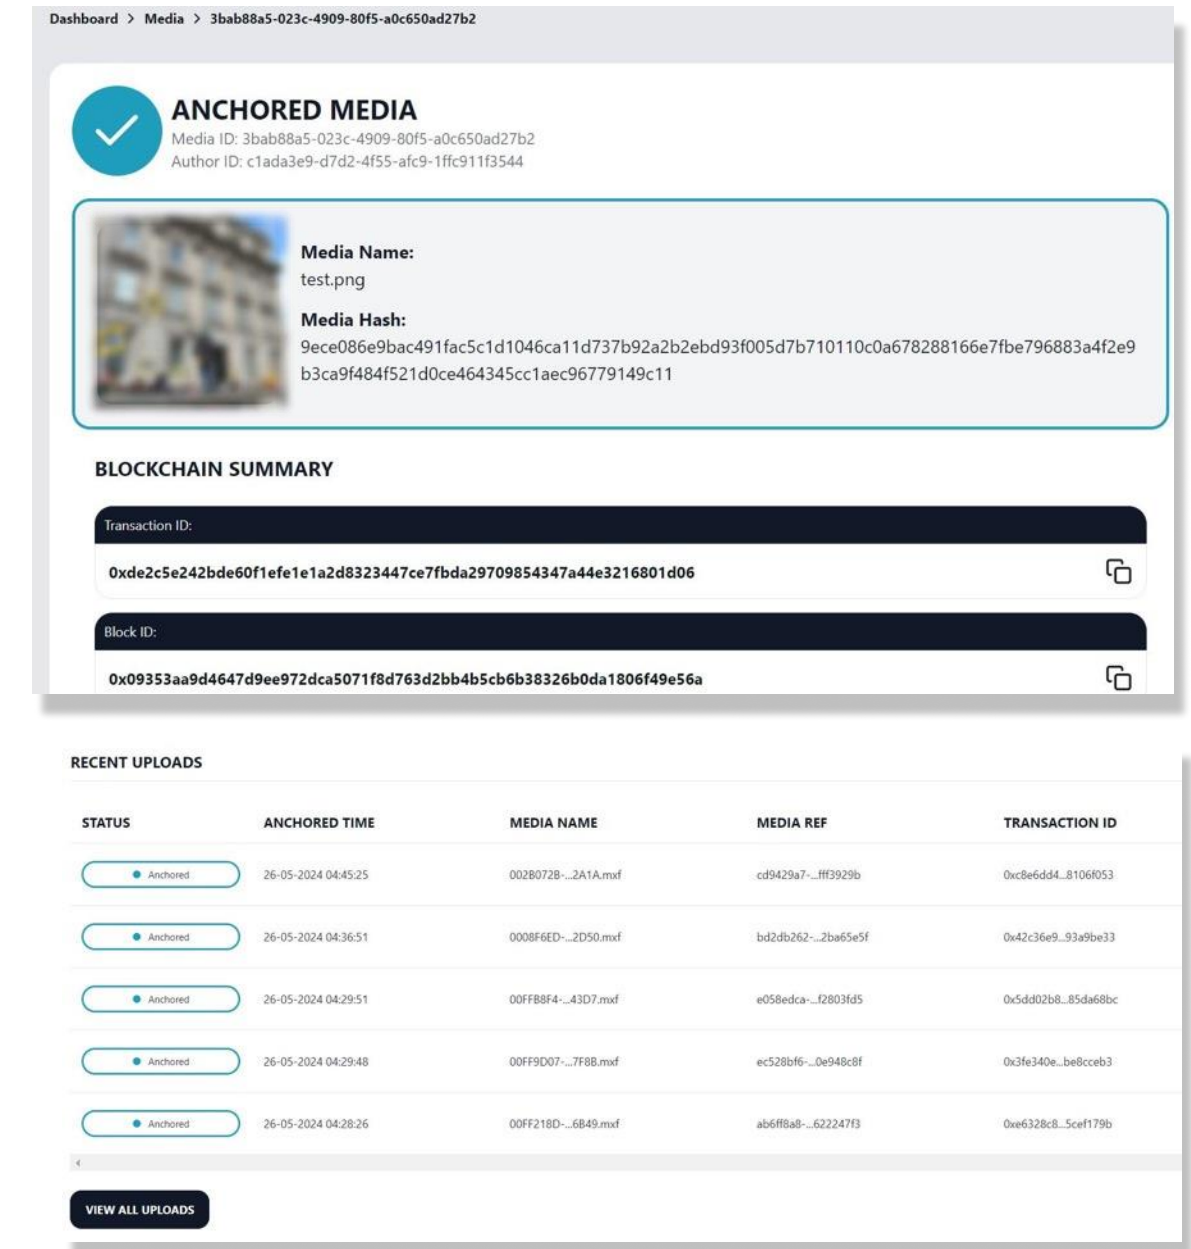 Dashboard > Media > 3bab88a5-023c-4909-80f5-a0c650ad27b2
ANCHORED MEDIA
Media ID: 3bab88a5-023c-4909-80f5-a0c650ad27b2
Author ID: c1ada3e9-d7d2-4f55-afc9-1ffc911f3544
Media Name:
test.png
Media Hash:
9ece086e9bac491fac5c1d1046ca11d737b92a2b2ebd93f005d7b710110c0a678288166e7fbe796883a4f2e9
b3ca9f484f521d0ce464345cc1aec96779149c11
BLOCKCHAIN SUMMARY
Transaction ID:
0xde2c5e242bde60f1efe1e1a2d8323447ce7fbda29709854347a44e3216801d06
Block ID:
0x09353aa9d4647d9ee972dca5071f8d763d2bb4b5cb6b38326b0da1806f49e56a
RECENT UPLOADS
STATUS ANCHORED TIME MEDIA NAME MEDIA REF TRANSACTION ID
Anchored 26-05-2024 04:45:25 002B072B-...2A1A.mxf cd9429a7-...fff3929b 0xc8e6dd4...8106f053
Anchored 26-05-2024 04:36:51 0008F6ED-...2D50.mxf bd2db262-...2ba65e5f 0x42c36e9...93a9be33
Anchored 26-05-2024 04:29:51 00FFB8F4-...43D7.mxf e058edca-...f2803fd5 0x5dd02b8...85da68bc
Anchored 26-05-2024 04:29:48 00FF9D07-...7F8B.mxf ec528bf6-...0e948c8f 0x3fe340e...be8cceb3
Anchored 26-05-2024 04:28:26 00FF218D-...6B49.mxf ab6ff8a8-...622247f3 0xe6328c8...5cef179b
VIEW ALL UPLOADS